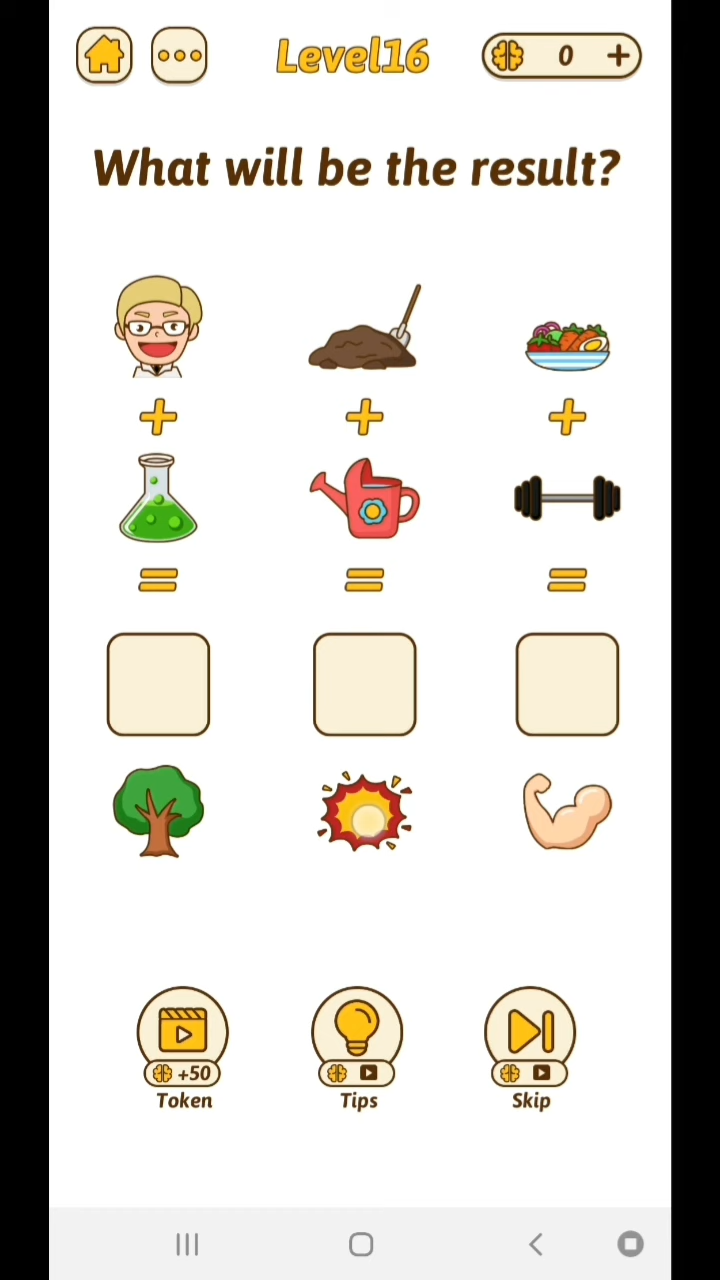 Level16
0 +
What will be the result?
+ + +
= = =
+50
Token
Tips
Skip